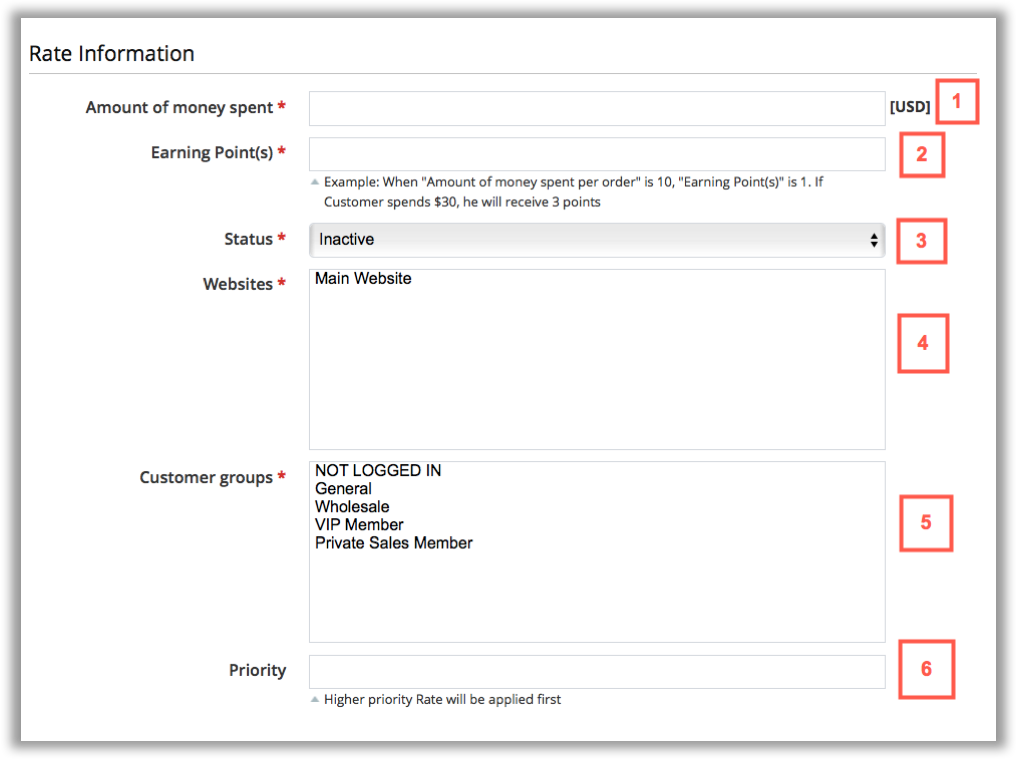 Rate Information
Amount of money spent * [USD] 1
Earning Point(s) * 2
Example: When "Amount of money spent per order" is 10, "Earning Point(s)" is 1. If
Customer spends $30, he will receive 3 points
Status * Inactive 3
Websites * Main Website
4
Customer groups * NOT LOGGED IN
General
Wholesale
VIP Member
Private Sales Member
5
Priority 6
Higher priority Rate will be applied first